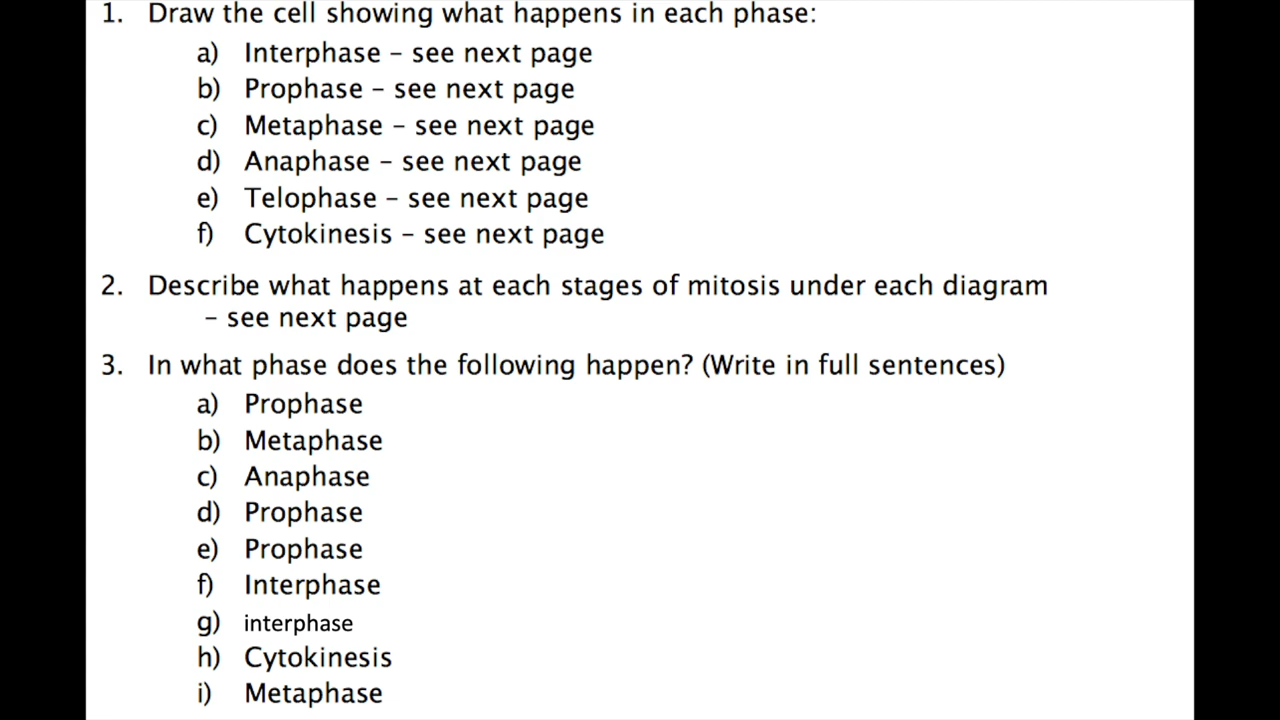 1. Draw the cell showing what happens in each phase:
a) Interphase – see next page
b) Prophase – see next page
c) Metaphase – see next page
d) Anaphase – see next page
e) Telophase – see next page
f) Cytokinesis – see next page
2. Describe what happens at each stages of mitosis under each diagram
– see next page
3. In what phase does the following happen? (Write in full sentences)
a) Prophase
b) Metaphase
c) Anaphase
d) Prophase
e) Prophase
f) Interphase
g) interphase
h) Cytokinesis
i) Metaphase